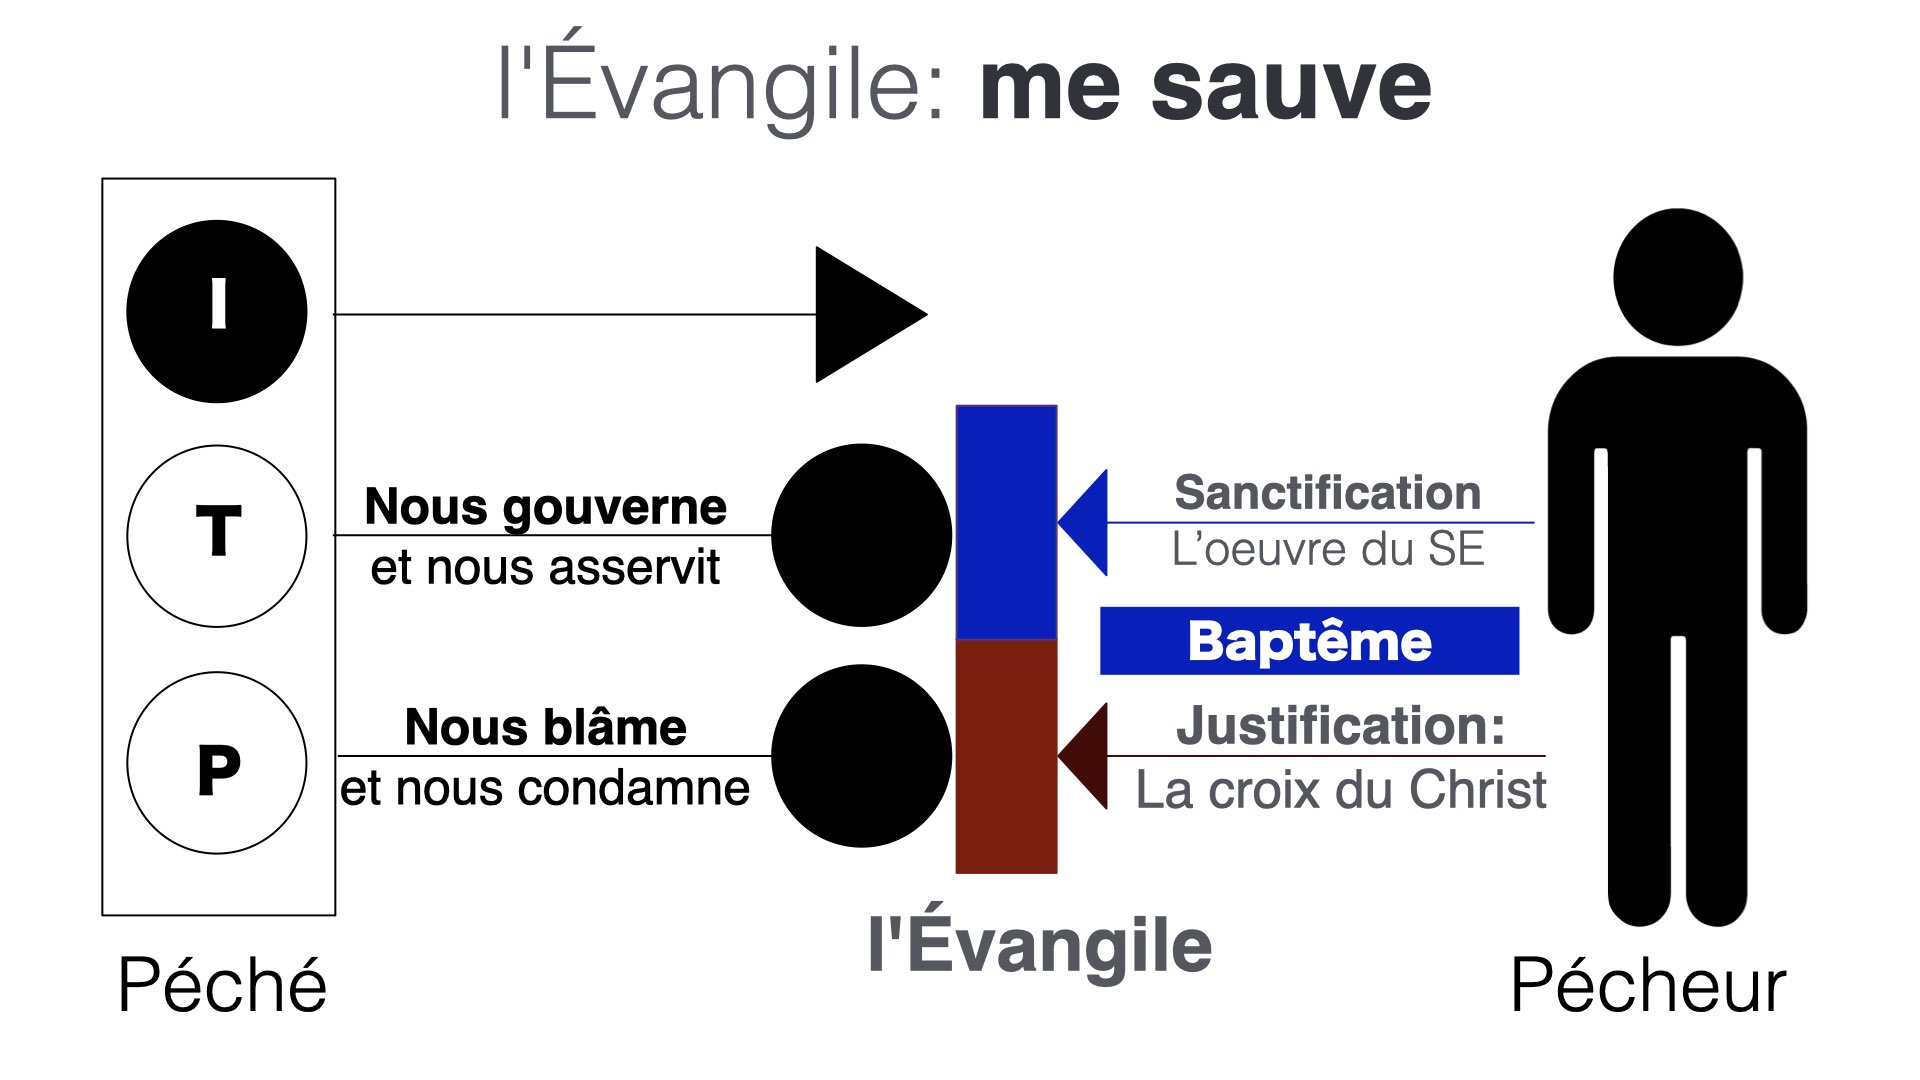 l'Évangile: me sauve
I
T
Nous gouverne
et nous asservit
P
Nous blâme
et nous condamne
Sanctification
L’oeuvre du SE
Baptême
Justification:
La croix du Christ
l'Évangile
Péché
Pécheur